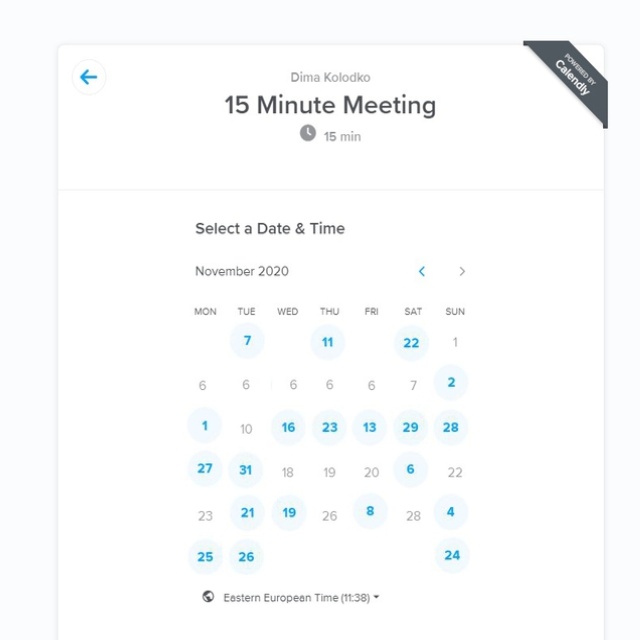 POWERED BY
Calendly
Dima Kolodko
15 Minute Meeting
15 min
Select a Date & Time
November 2020
MON TUE WED THU FRI SAT SUN
7 11 22 1
6 6 6 6 6 7 2
1 10 16 23 13 29 28
27 31 18 19 20 6 22
23 21 19 26 8 28 4
25 26 24
Eastern European Time (11:38)